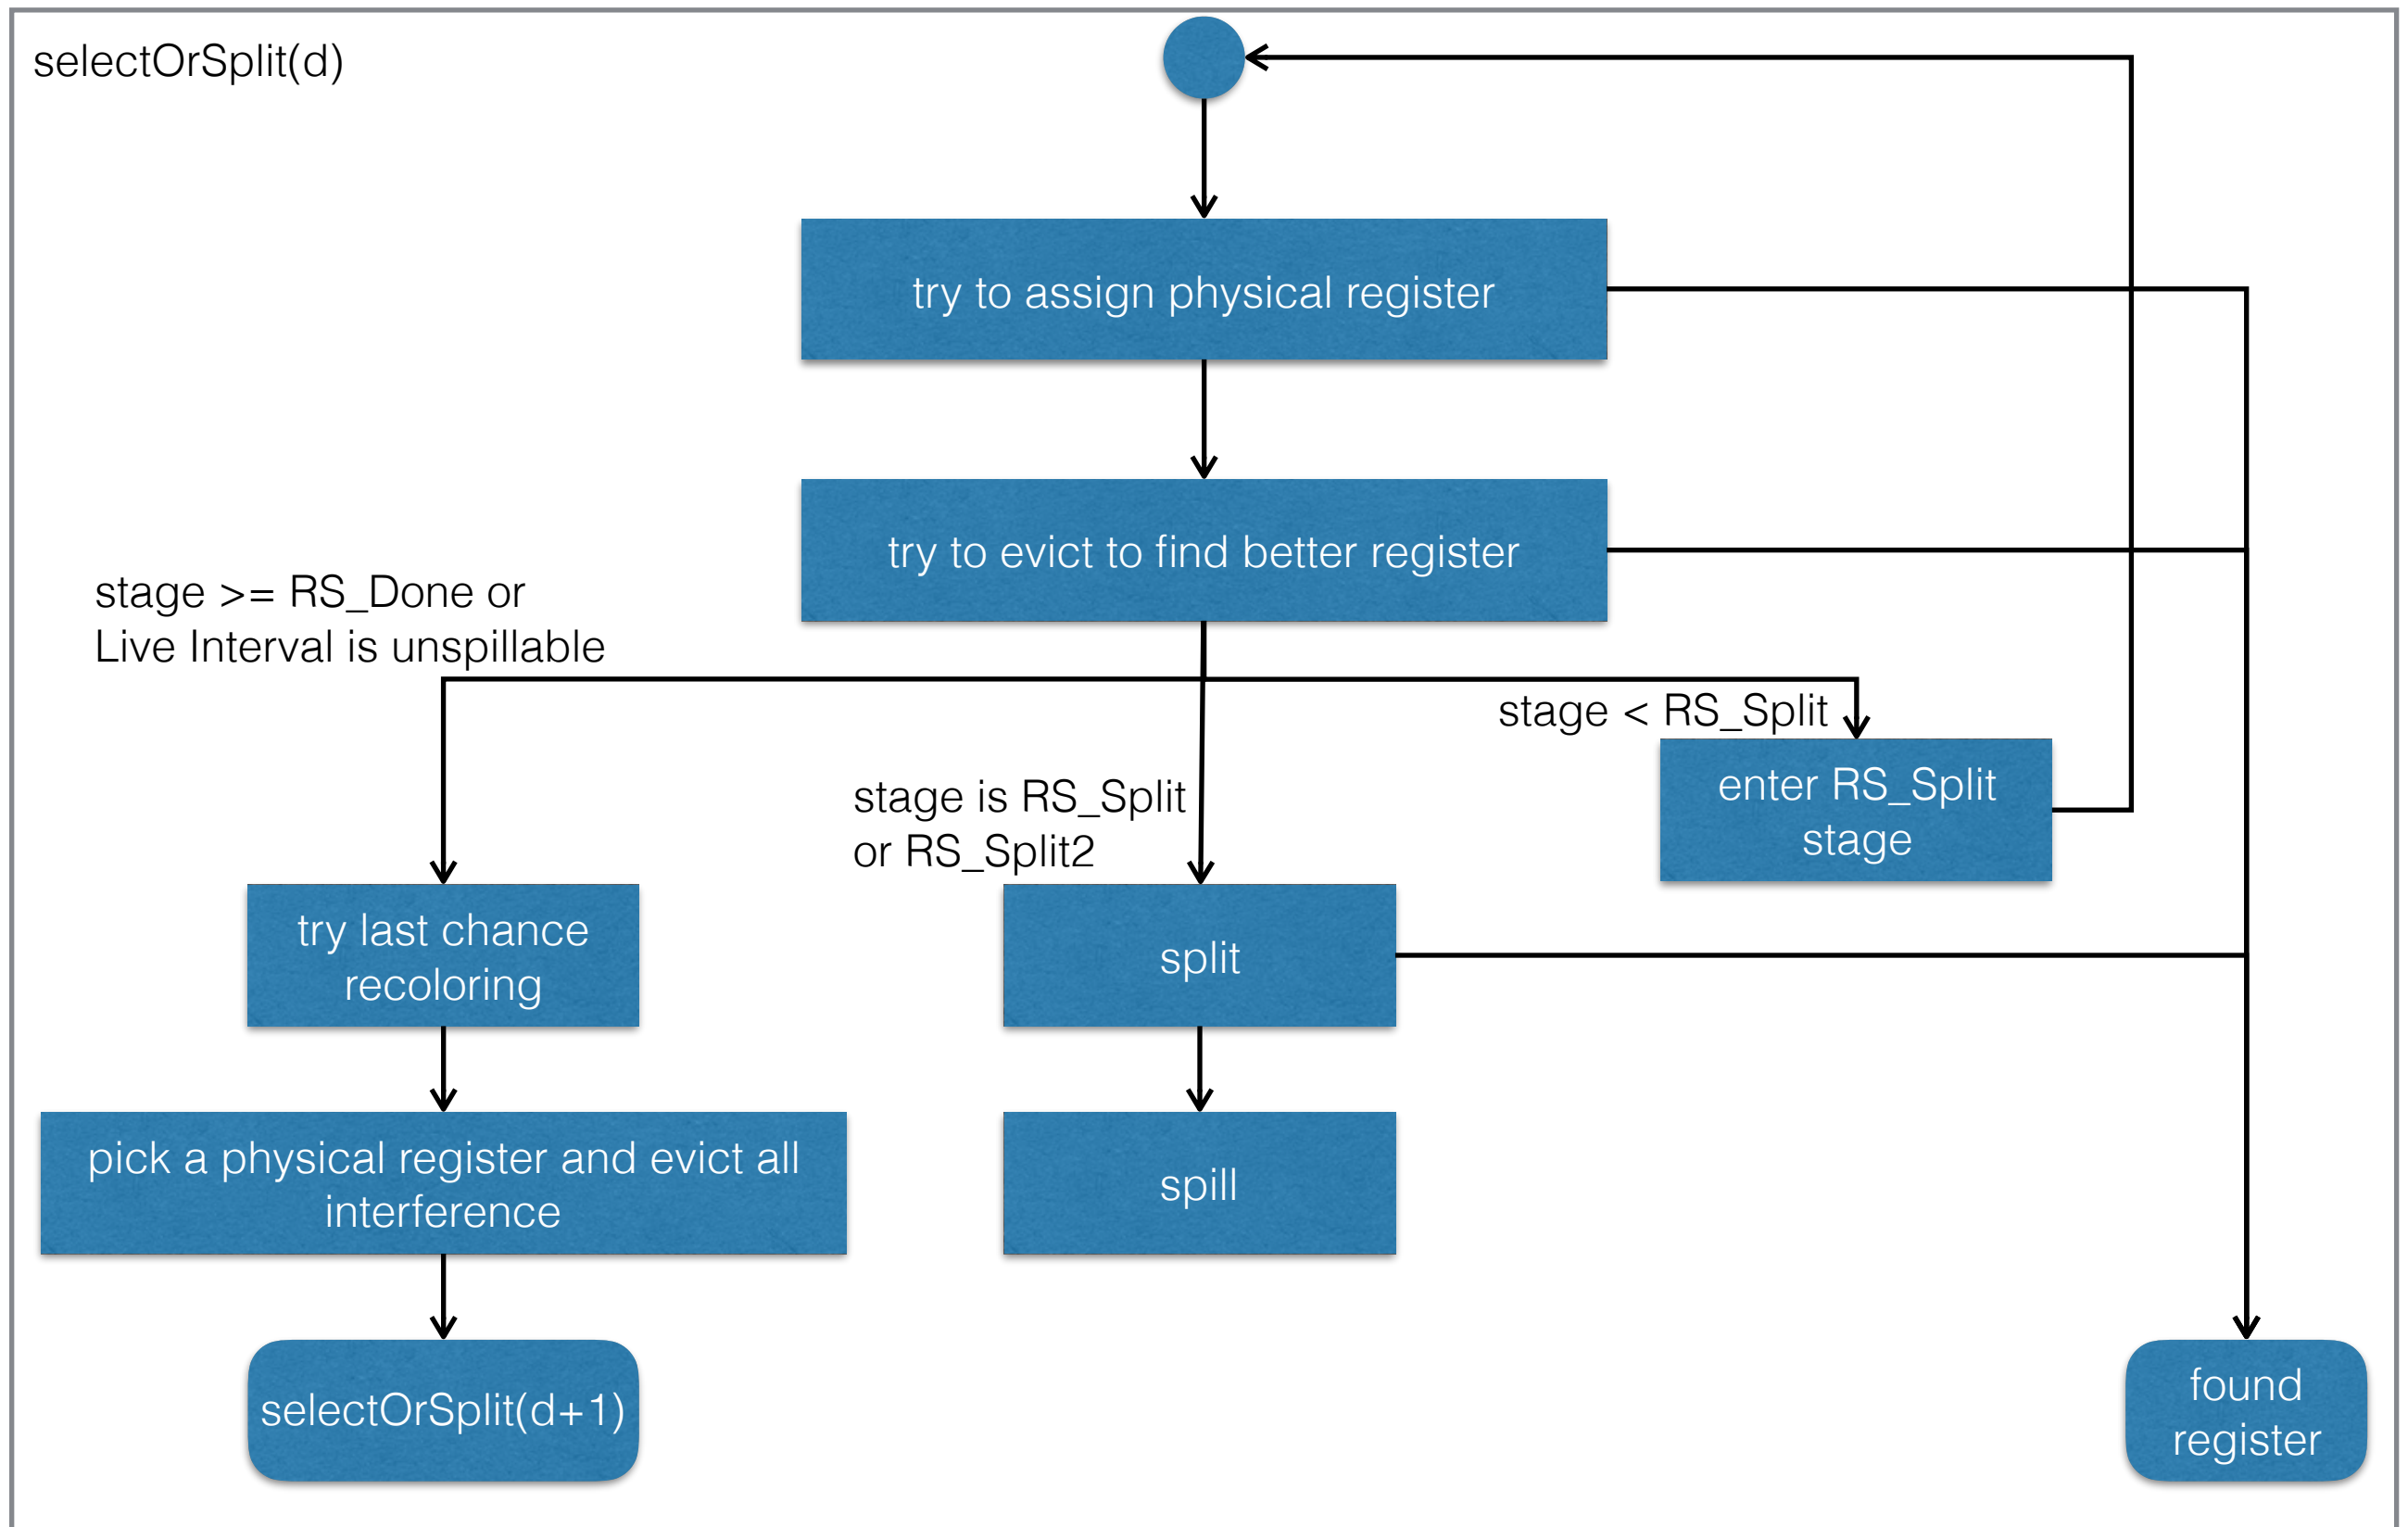 selectOrSplit(d)
try to assign physical register
try to evict to find better register
stage >= RS_Done or
Live Interval is unspillable
stage < RS_Split
enter RS_Split
stage
stage is RS_Split
or RS_Split2
try last chance
recoloring
split
pick a physical register and evict all
interference
spill
selectOrSplit(d+1)
found
register